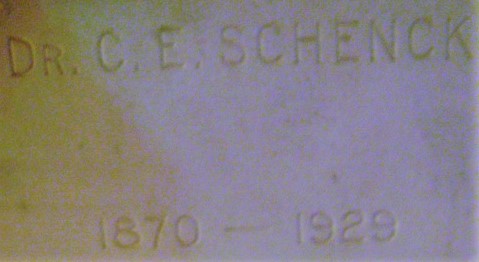 DR. C. E. SCHENCK
1870 — 1929